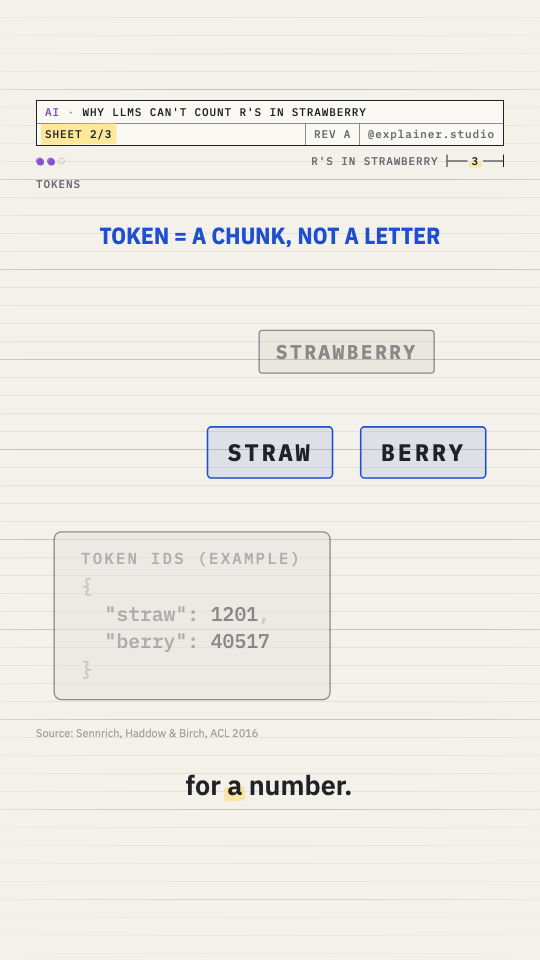 AI · WHY LLMS CAN'T COUNT R'S IN STRAWBERRY
SHEET 2/3 REV A @explainer.studio
R'S IN STRAWBERRY 3
TOKENS
TOKEN = A CHUNK, NOT A LETTER
STRAWBERRY
STRAW BERRY
TOKEN IDS (EXAMPLE)
{
"straw": 1201,
"berry": 40517
}
Source: Sennrich, Haddow & Birch, ACL 2016
for a number.